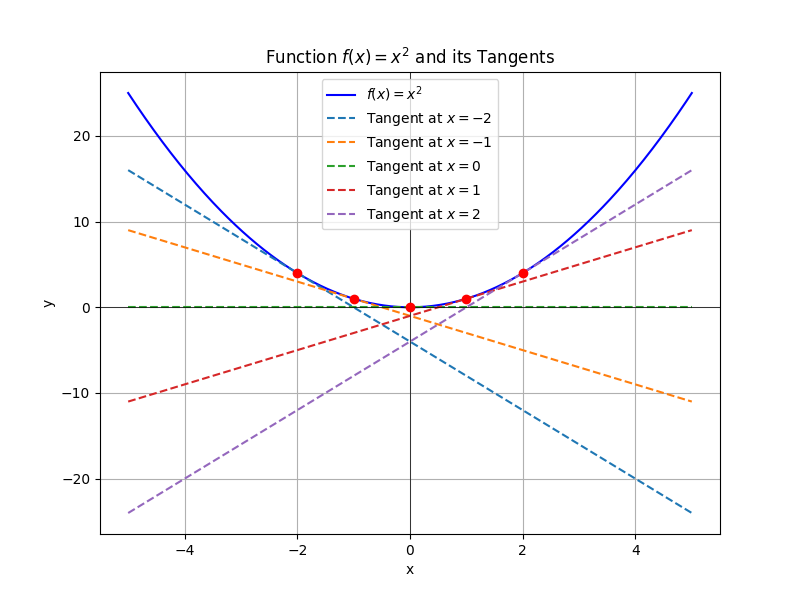 Function f(x) = x² and its Tangents
f(x) = x²
Tangent at x = −2
Tangent at x = −1
Tangent at x = 0
Tangent at x = 1
Tangent at x = 2
20
10
0
−10
−20
y
−4 −2 0 2 4
x